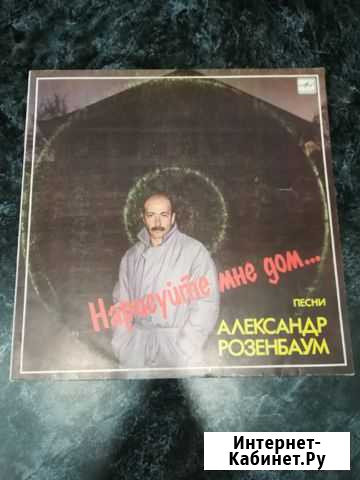 Нарисуйте мне дом...
ПЕСНИ
АЛЕКСАНДР
РОЗЕНБАУМ
Интернет-
Кабинет.Ру